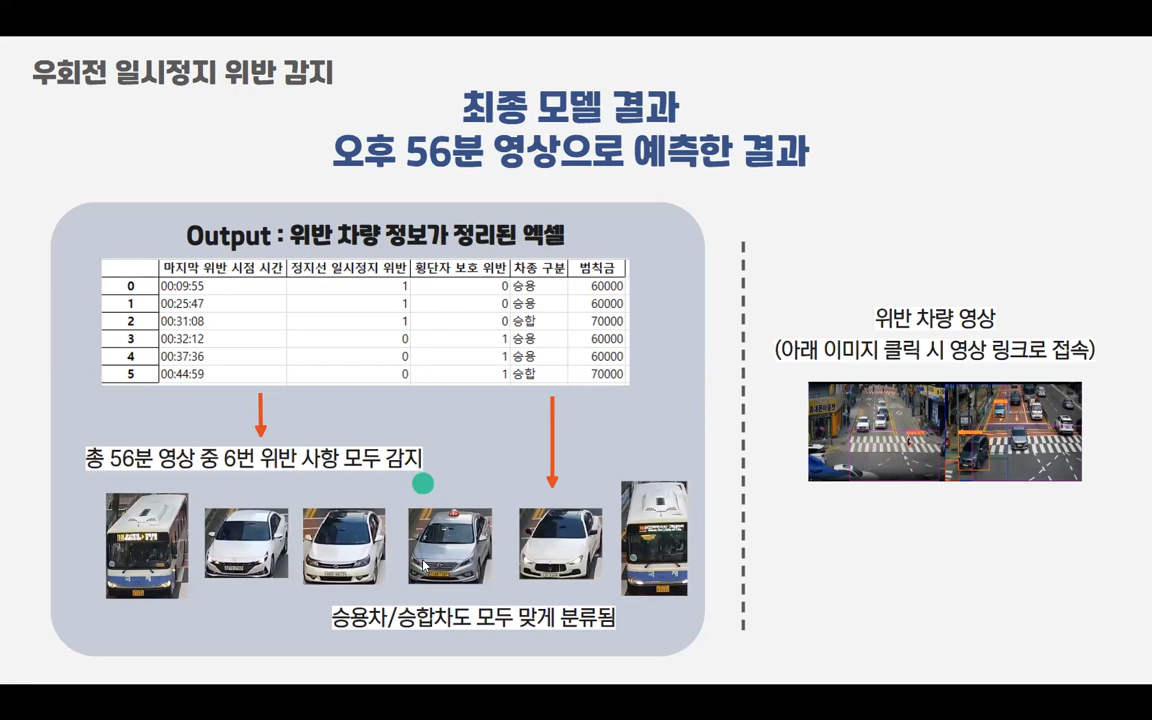 우회전 일시정지 위반 감지
최종 모델 결과
오후 56분 영상으로 예측한 결과
Output : 위반 차량 정보가 정리된 엑셀
마지막 위반 시점 시간 정지선 일시정지 위반 횡단자 보호 위반 차종 구분 범칙금
0 00:09:55 1 0 승용 60000
1 00:25:47 1 0 승용 60000
2 00:31:08 1 0 승합 70000
3 00:32:12 0 1 승용 60000
4 00:37:36 0 1 승용 60000
5 00:44:59 0 1 승합 70000
총 56분 영상 중 6번 위반 사항 모두 감지
승용차/승합차도 모두 맞게 분류됨
위반 차량 영상
(아래 이미지 클릭 시 영상 링크로 접속)